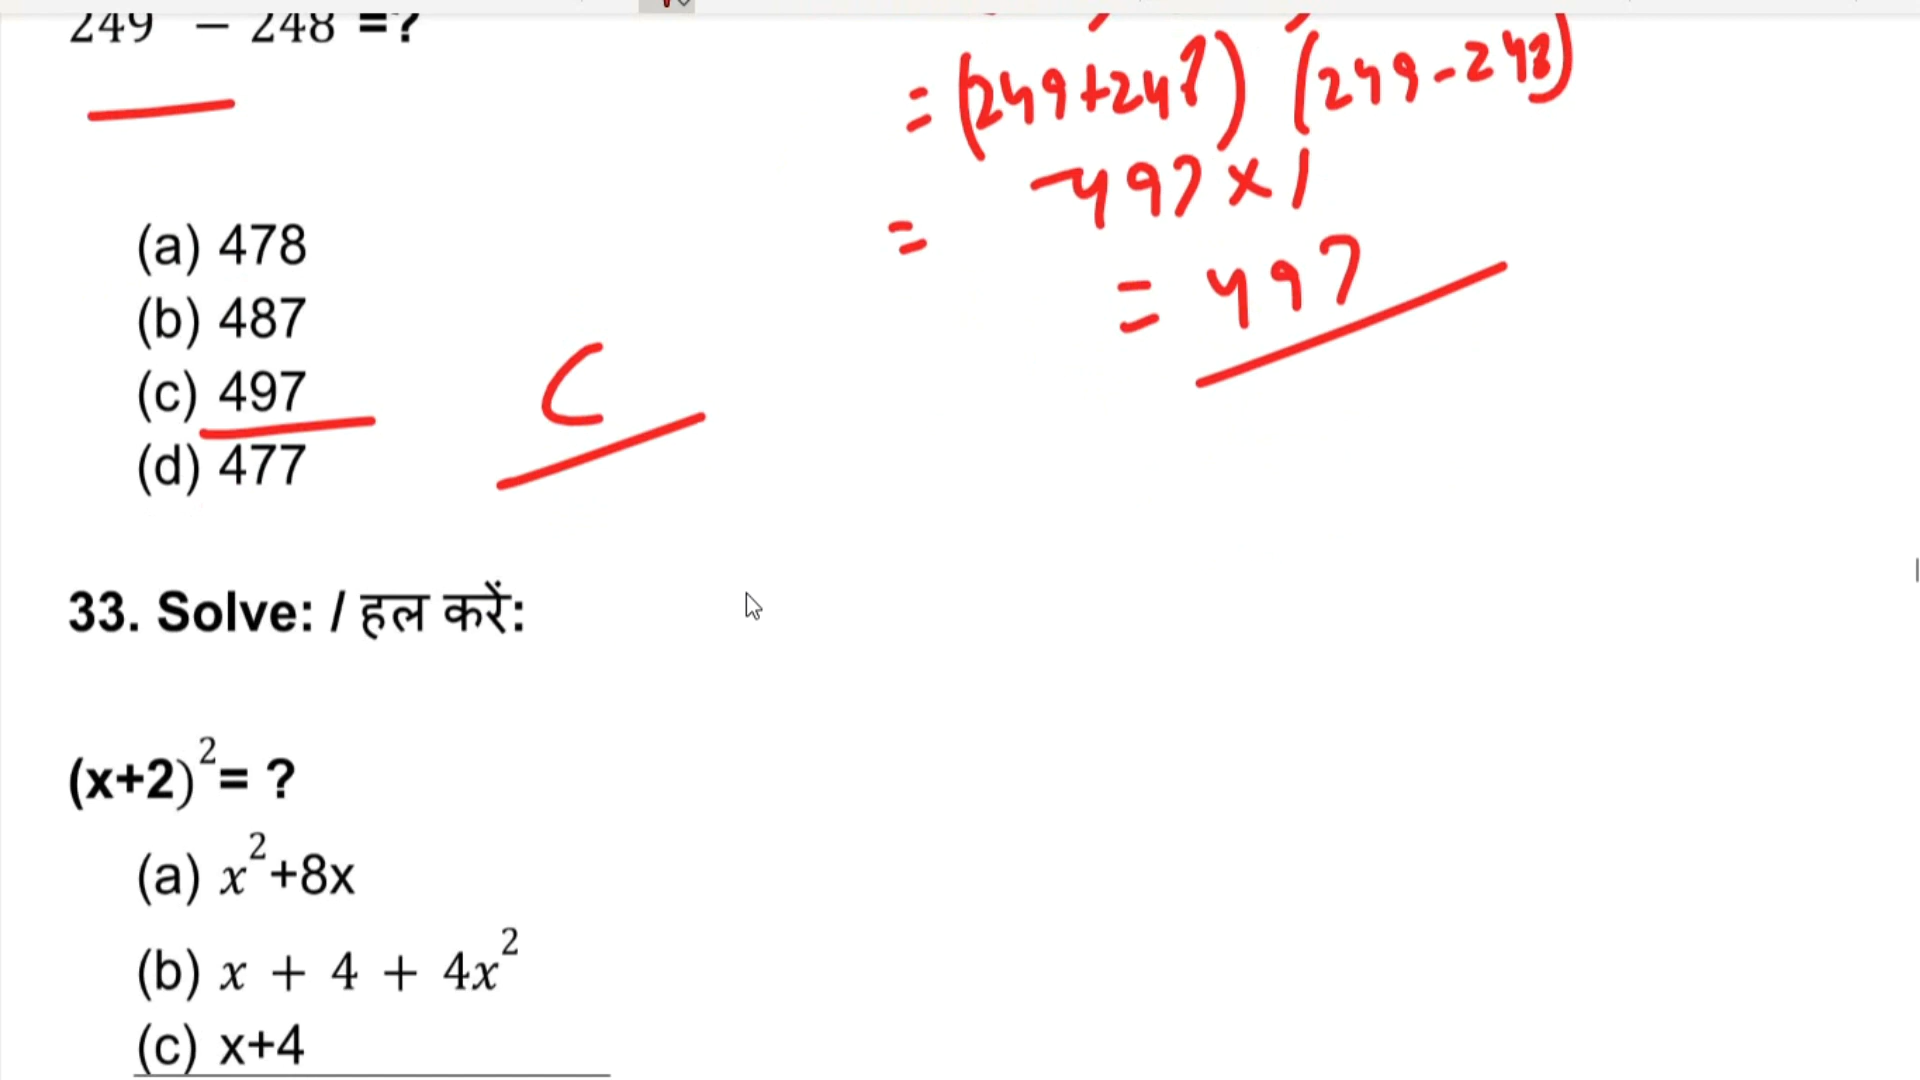 249 - 248 =?
= (249+248) (249-248)
= 497 x 1
= 497
(a) 478
(b) 487
(c) 497
(d) 477
C
33. Solve: / हल करें:
(x+2)²= ?
(a) x²+8x
(b) x + 4 + 4x²
(c) x+4